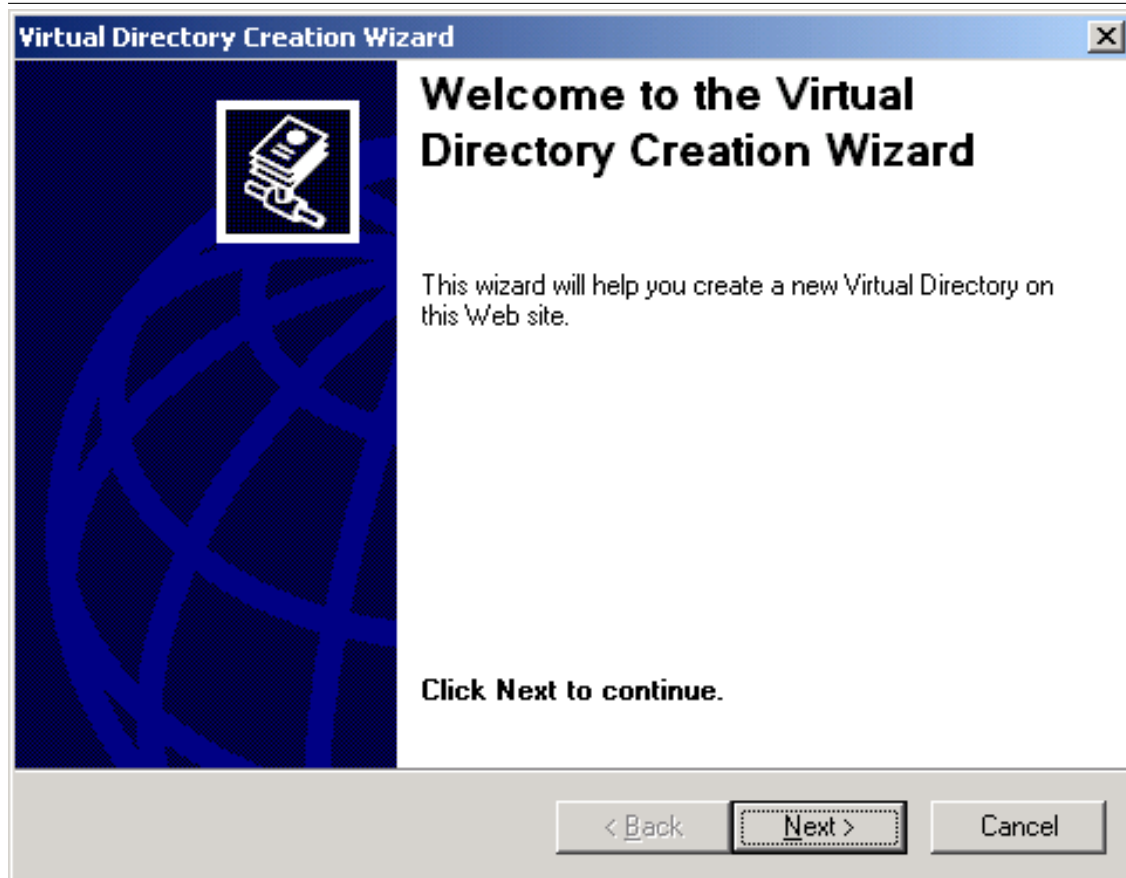 Virtual Directory Creation Wizard
Welcome to the Virtual
Directory Creation Wizard
This wizard will help you create a new Virtual Directory on
this Web site.
Click Next to continue.
< Back
Next >
Cancel